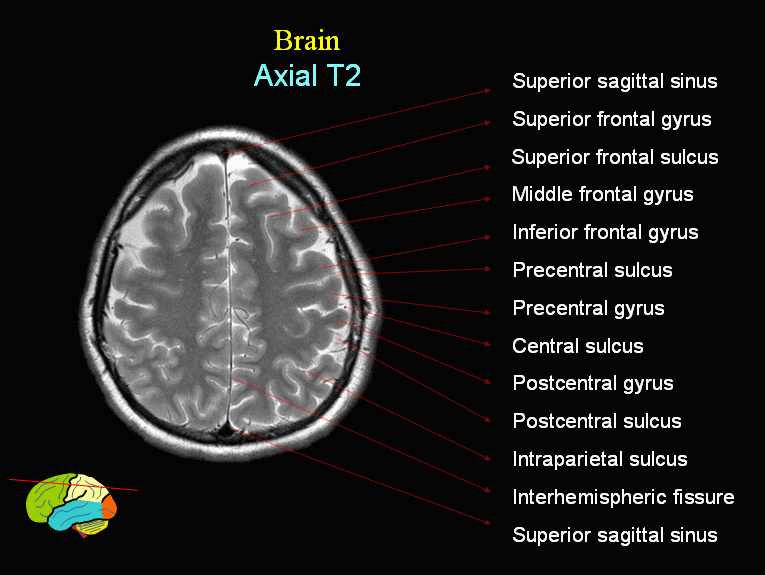 Brain
Axial T2
Superior sagittal sinus
Superior frontal gyrus
Superior frontal sulcus
Middle frontal gyrus
Inferior frontal gyrus
Precentral sulcus
Precentral gyrus
Central sulcus
Postcentral gyrus
Postcentral sulcus
Intraparietal sulcus
Interhemispheric fissure
Superior sagittal sinus